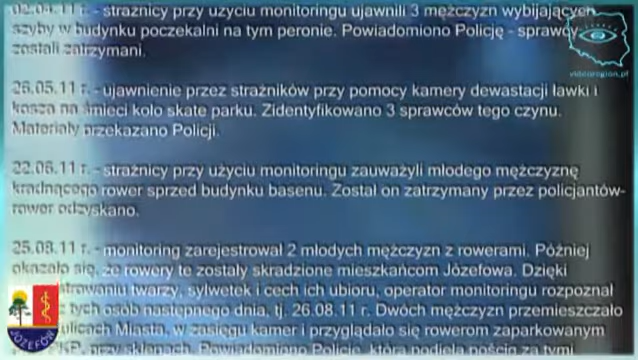 02.04.11 r. - strażnicy przy użyciu monitoringu ujawnili 3 mężczyzn wybijających
szyby w budynku poczekalni na tym peronie. Powiadomiono Policję - sprawcy
zostali zatrzymani.
videoregion.pl
26.05.11 r. - ujawnienie przez strażników przy pomocy kamery dewastacji ławki i
kosza na śmieci koło skate parku. Zidentyfikowano 3 sprawców tego czynu.
Materiały przekazano Policji.
22.06.11 r. - strażnicy przy użyciu monitoringu zauważyli młodego mężczyznę
kradnącego rower sprzed budynku basenu. Został on zatrzymany przez policjantów-
rower odzyskano.
25.08.11 r. - monitoring zarejestrował 2 młodych mężczyzn z rowerami. Później
okazało się, że rowery te zostały skradzione mieszkańcom Józefowa. Dzięki
twarzy, sylwetek i cech ich ubioru, operator monitoringu rozpoznał
tych osób następnego dnia, tj. 26.08.11 r. Dwóch mężczyzn przemieszczało
ulicach Miasta, w zasięgu kamer i przyglądało się rowerom zaparkowanym
PKP, przy sklepach. Powiadomiono Policję, która podjęła pościg za tymi
JÓZEFÓW